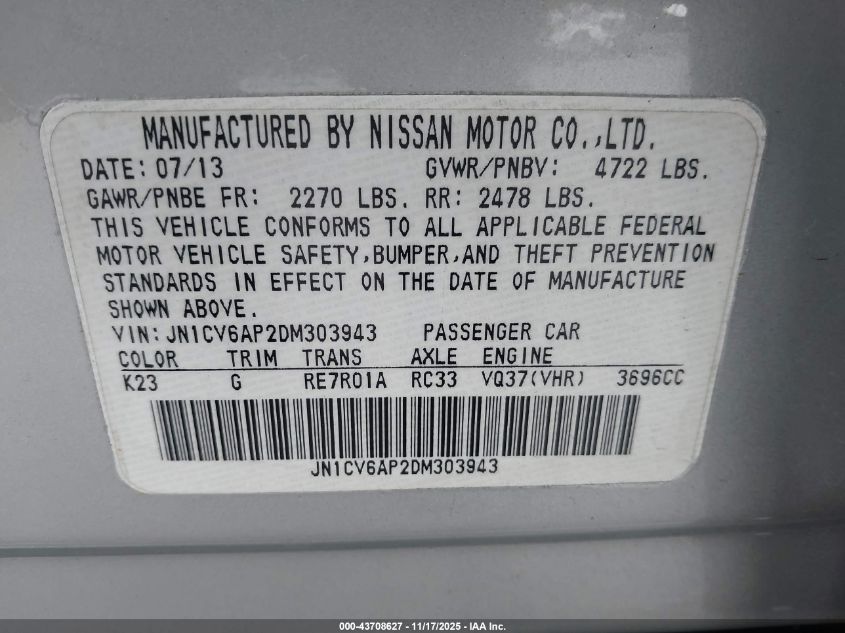 MANUFACTURED BY NISSAN MOTOR CO.,LTD.
DATE: 07/13 GVWR/PNBV: 4722 LBS.
GAWR/PNBE FR: 2270 LBS. RR: 2478 LBS.
THIS VEHICLE CONFORMS TO ALL APPLICABLE FEDERAL
MOTOR VEHICLE SAFETY,BUMPER,AND THEFT PREVENTION
STANDARDS IN EFFECT ON THE DATE OF MANUFACTURE
SHOWN ABOVE.
VIN: JN1CV6AP2DM303943 PASSENGER CAR
COLOR TRIM TRANS AXLE ENGINE
K23 G RE7R01A RC33 VQ37(VHR) 3696CC
JN1CV6AP2DM303943
000-43708627 - 11/17/2025 - IAA Inc.